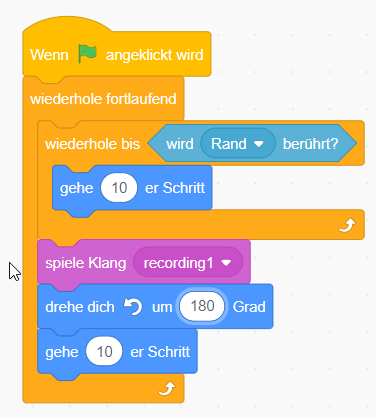 Wenn angeklickt wird
wiederhole fortlaufend
wiederhole bis wird Rand berührt?
gehe 10 er Schritt
spiele Klang recording1
drehe dich um 180 Grad
gehe 10 er Schritt